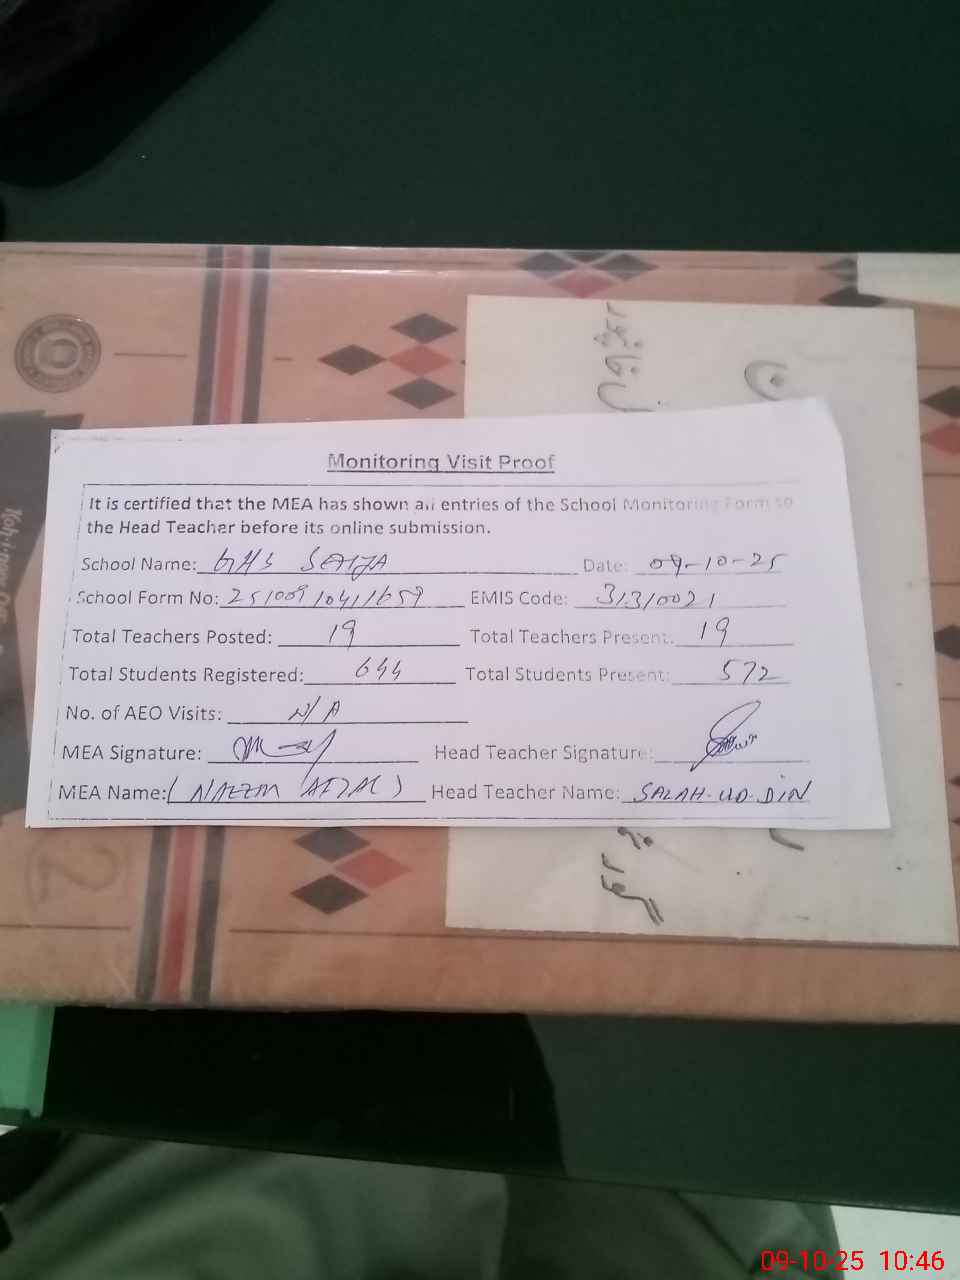 Monitoring Visit Proof
It is certified that the MEA has shown all entries of the School Monitoring Form to
the Head Teacher before its online submission.
School Name: GHS Date: 09-10-25
School Form No: 25100910411659 EMIS Code: 31310021
Total Teachers Posted: 19 Total Teachers Present: 19
Total Students Registered: 644 Total Students Present: 572
No. of AEO Visits: N/A
MEA Signature: Head Teacher Signature:
MEA Name: (NAEEM AFZAL) Head Teacher Name: SALAH-UD-DIN
09-10-25 10:46